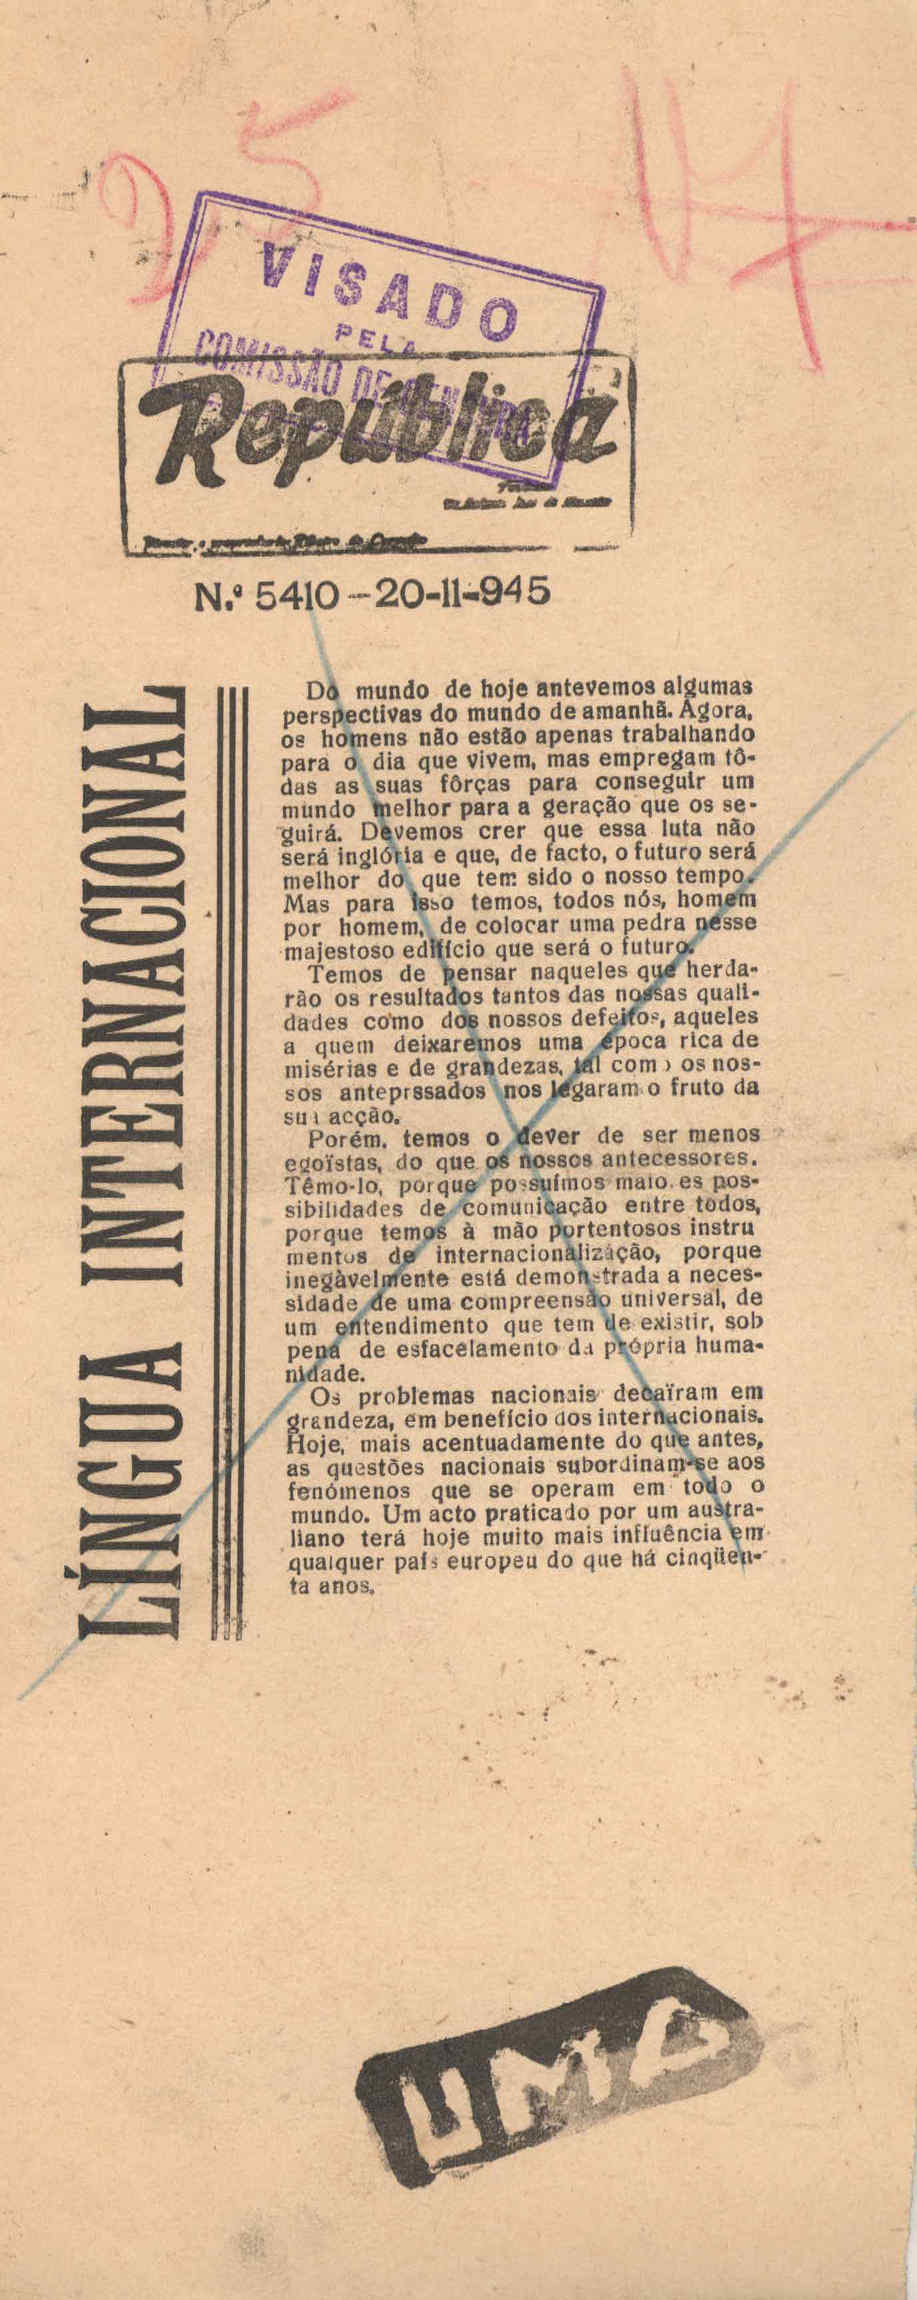 25
VISADO
PELA
COMISSÃO DE CENSURA
República
N.º 5410—20-11-945
LÍNGUA INTERNACIONAL
Do mundo de hoje antevemos algumas
perspectivas do mundo de amanhã. Agora,
os homens não estão apenas trabalhando
para o dia que vivem, mas empregam tô-
das as suas fôrças para conseguir um
mundo melhor para a geração que os se-
guirá. Devemos crer que essa luta não
será inglória e que, de facto, o futuro será
melhor do que tem sido o nosso tempo.
Mas para isso temos, todos nós, homem
por homem, de colocar uma pedra nesse
majestoso edifício que será o futuro.
Temos de pensar naqueles que herda-
rão os resultados tantos das nossas quali-
dades como dos nossos defeitos, aqueles
a quem deixaremos uma época rica de
misérias e de grandezas, tal como os nos-
sos anteprssados nos legaram o fruto da
sua acção.
Porém, temos o dever de ser menos
egoïstas, do que os nossos antecessores.
Têmo-lo, porque possuímos maiores pos-
sibilidades de comunicação entre todos,
porque temos à mão portentosos instru
mentos de internacionalização, porque
inegàvelmente está demonstrada a neces-
sidade de uma compreensão universal, de
um entendimento que tem de existir, sob
pena de esfacelamento da própria huma-
nidade.
Os problemas nacionais decaïram em
grandeza, em benefício dos internacionais.
Hoje, mais acentuadamente do que antes,
as questões nacionais subordinam-se aos
fenómenos que se operam em todo o
mundo. Um acto praticado por um austra-
liano terá hoje muito mais influência em
qualquer país europeu do que há cinqüen-
ta anos.